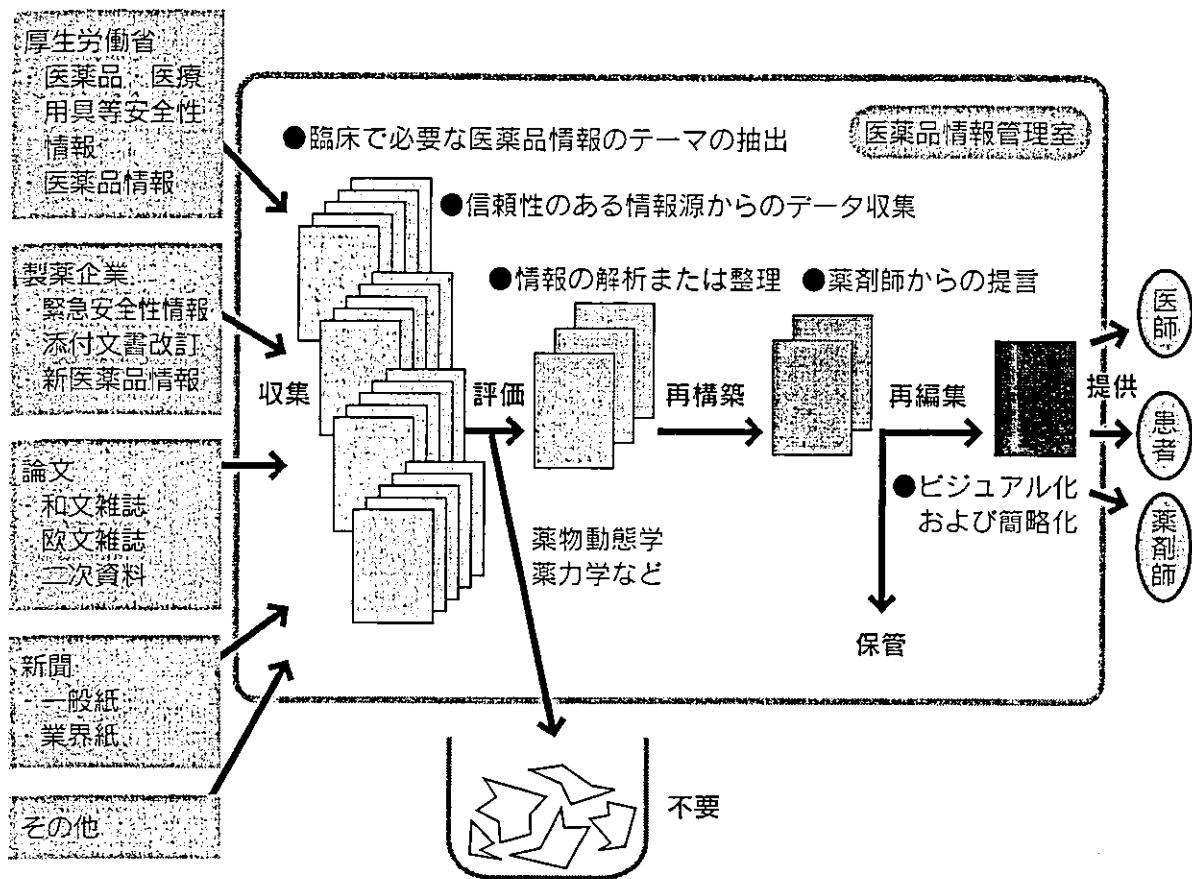 厚生労働省
医薬品、医療
用具等安全性
情報
医薬品情報
製薬企業
緊急安全性情報
添付文書改訂
新医薬品情報
論文
和文雑誌
欧文雑誌
二次資料
新聞
一般紙
業界紙
その他
医薬品情報管理室
●臨床で必要な医薬品情報のテーマの抽出
●信頼性のある情報源からのデータ収集
●情報の解析または整理
●薬剤師からの提言
収集
評価
再構築
再編集
提供
薬物動態学
薬力学など
●ビジュアル化
および簡略化
保管
不要
医師
患者
薬剤師